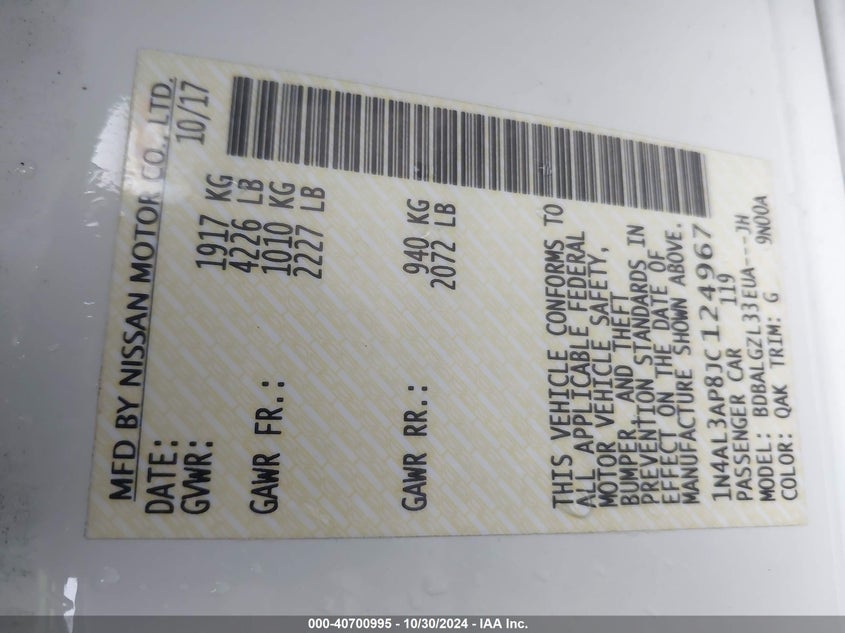 MFD BY NISSAN MOTOR CO., LTD.
DATE: 10/17
GVWR: 1917 KG
4226 LB
GAWR FR.: 1010 KG
2227 LB
GAWR RR.: 940 KG
2072 LB
THIS VEHICLE CONFORMS TO
ALL APPLICABLE FEDERAL
MOTOR VEHICLE SAFETY,
BUMPER, AND THEFT
PREVENTION STANDARDS IN
EFFECT ON THE DATE OF
MANUFACTURE SHOWN ABOVE.
1N4AL3AP8JC124967
PASSENGER CAR 119
MODEL: BDBALGZL33EUA---JH
COLOR: QAK TRIM: G 9N00A
000-40700995 - 10/30/2024 - IAA Inc.